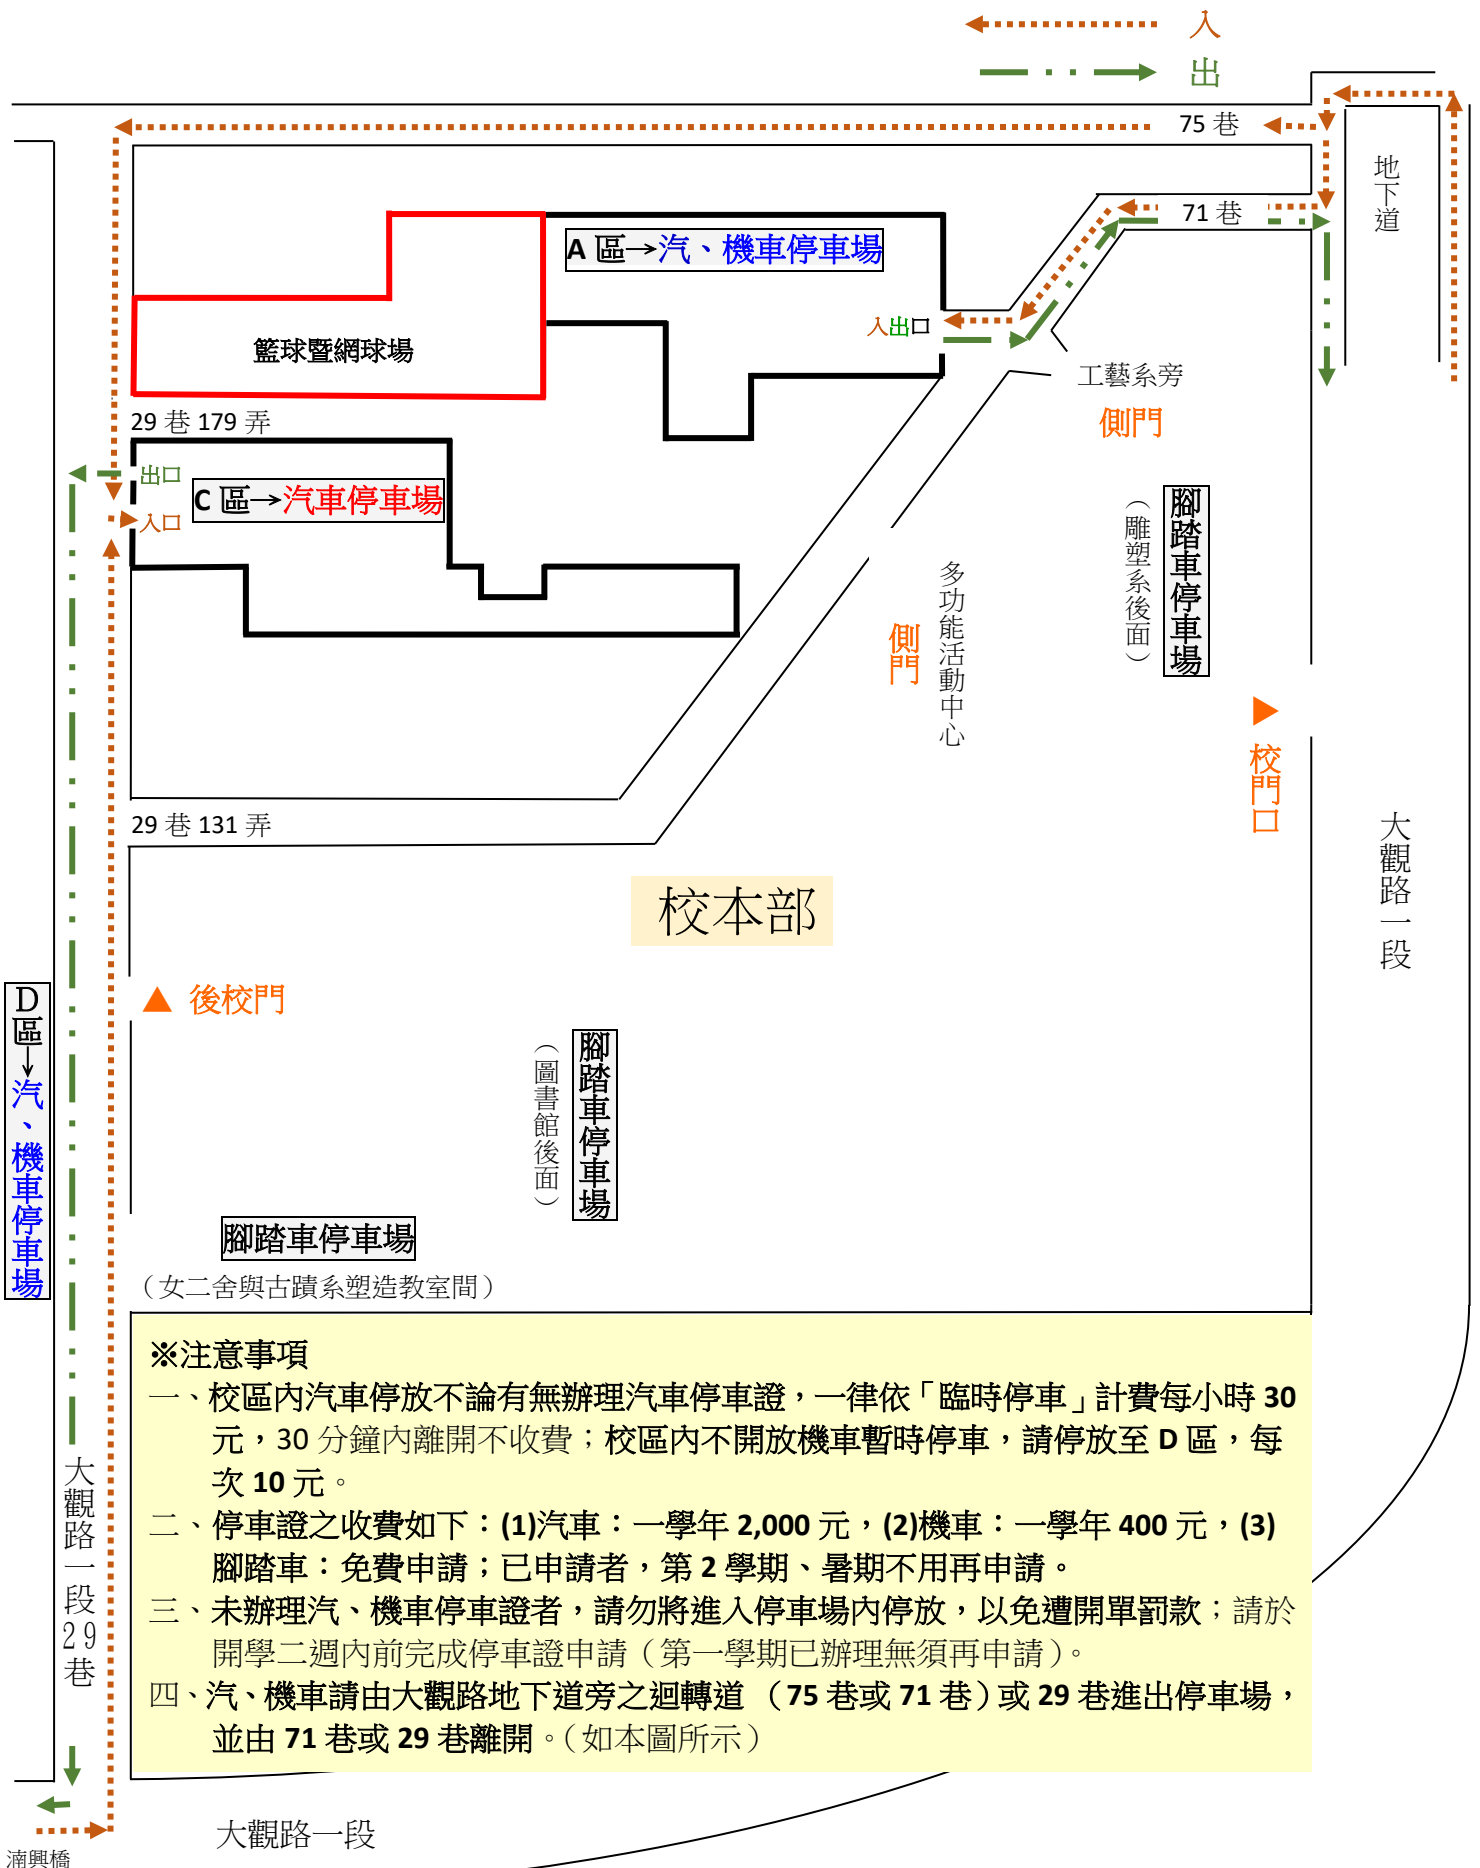 入
出
75 巷
地下道
71 巷
A 區→汽、機車停車場
入出口
籃球暨網球場
工藝系旁
側門
29 巷 179 弄
出口
C 區→汽車停車場
入口
腳踏車停車場
（雕塑系後面）
多功能活動中心
側門
校門口
29 巷 131 弄
大觀路一段
校本部
後校門
D區→汽、機車停車場
腳踏車停車場
（圖書館後面）
腳踏車停車場
（女二舍與古蹟系塑造教室間）
※注意事項
一、校區內汽車停放不論有無辦理汽車停車證，一律依「臨時停車」計費每小時 30
元，30 分鐘內離開不收費；校區內不開放機車暫時停車，請停放至 D 區，每
次 10 元。
二、停車證之收費如下：(1)汽車：一學年 2,000 元，(2)機車：一學年 400 元，(3)
腳踏車：免費申請；已申請者，第 2 學期、暑期不用再申請。
三、未辦理汽、機車停車證者，請勿將進入停車場內停放，以免遭開單罰款；請於
開學二週內前完成停車證申請（第一學期已辦理無須再申請）。
四、汽、機車請由大觀路地下道旁之迴轉道 （75 巷或 71 巷）或 29 巷進出停車場，
並由 71 巷或 29 巷離開。（如本圖所示）
大觀路一段29巷
大觀路一段
湳興橋